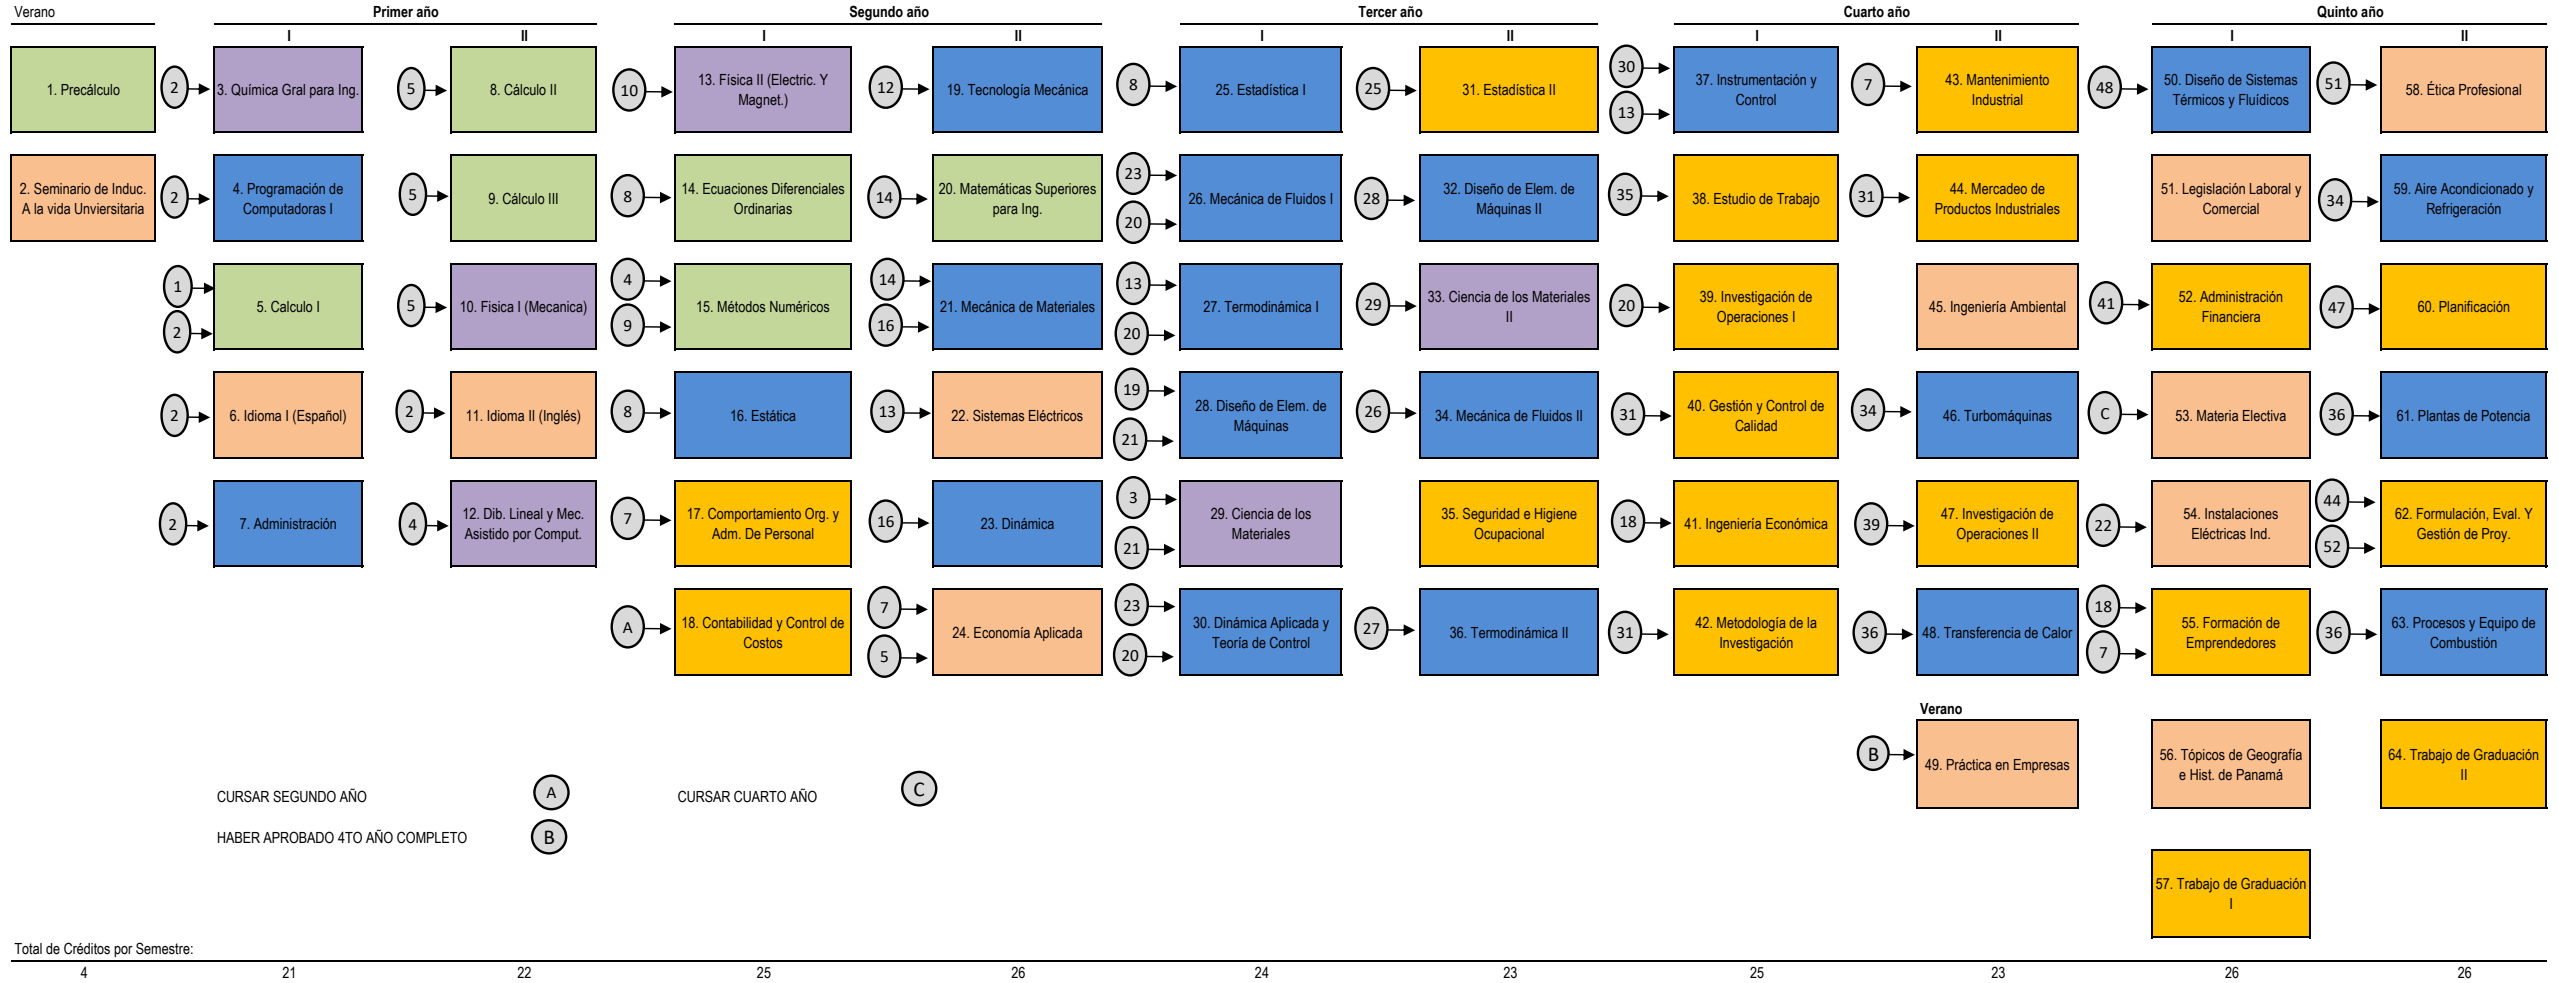 Verano
Primer año
Segundo año
Tercer año
Cuarto año
Quinto año
I
II
I
II
I
II
I
II
I
II
1. Precálculo
2
3. Química Gral para Ing.
5
8. Cálculo II
10
13. Física II (Electric. Y
Magnet.)
12
19. Tecnología Mecánica
8
25. Estadística I
25
31. Estadística II
30
13
37. Instrumentación y
Control
7
43. Mantenimiento
Industrial
48
50. Diseño de Sistemas
Térmicos y Fluídicos
51
58. Ética Profesional
2. Seminario de Induc.
A la vida Unviersitaria
2
4. Programación de
Computadoras I
5
9. Cálculo III
8
14. Ecuaciones Diferenciales
Ordinarias
14
20. Matemáticas Superiores
para Ing.
23
20
26. Mecánica de Fluidos I
28
32. Diseño de Elem. de
Máquinas II
35
38. Estudio de Trabajo
31
44. Mercadeo de
Productos Industriales
51. Legislación Laboral y
Comercial
34
59. Aire Acondicionado y
Refrigeración
1
2
5. Calculo I
5
10. Fisica I (Mecanica)
4
9
15. Métodos Numéricos
14
16
21. Mecánica de Materiales
13
20
27. Termodinámica I
29
33. Ciencia de los Materiales
II
20
39. Investigación de
Operaciones I
45. Ingeniería Ambiental
41
52. Administración
Financiera
47
60. Planificación
2
6. Idioma I (Español)
2
11. Idioma II (Inglés)
8
16. Estática
13
22. Sistemas Eléctricos
19
21
28. Diseño de Elem. de
Máquinas
26
34. Mecánica de Fluidos II
31
40. Gestión y Control de
Calidad
34
46. Turbomáquinas
C
53. Materia Electiva
36
61. Plantas de Potencia
2
7. Administración
4
12. Dib. Lineal y Mec.
Asistido por Comput.
7
17. Comportamiento Org. y
Adm. De Personal
16
23. Dinámica
3
21
29. Ciencia de los
Materiales
35. Seguridad e Higiene
Ocupacional
18
41. Ingeniería Económica
39
47. Investigación de
Operaciones II
22
54. Instalaciones
Eléctricas Ind.
44
52
62. Formulación, Eval. Y
Gestión de Proy.
A
18. Contabilidad y Control de
Costos
7
5
24. Economía Aplicada
23
20
30. Dinámica Aplicada y
Teoría de Control
27
36. Termodinámica II
31
42. Metodología de la
Investigación
36
48. Transferencia de Calor
18
7
55. Formación de
Emprendedores
36
63. Procesos y Equipo de
Combustión
Verano
B
49. Práctica en Empresas
56. Tópicos de Geografía
e Hist. de Panamá
64. Trabajo de Graduación
II
CURSAR SEGUNDO AÑO
A
CURSAR CUARTO AÑO
C
HABER APROBADO 4TO AÑO COMPLETO
B
57. Trabajo de Graduación
I
Total de Créditos por Semestre:
4 21 22 25 26 24 23 25 23 26 26